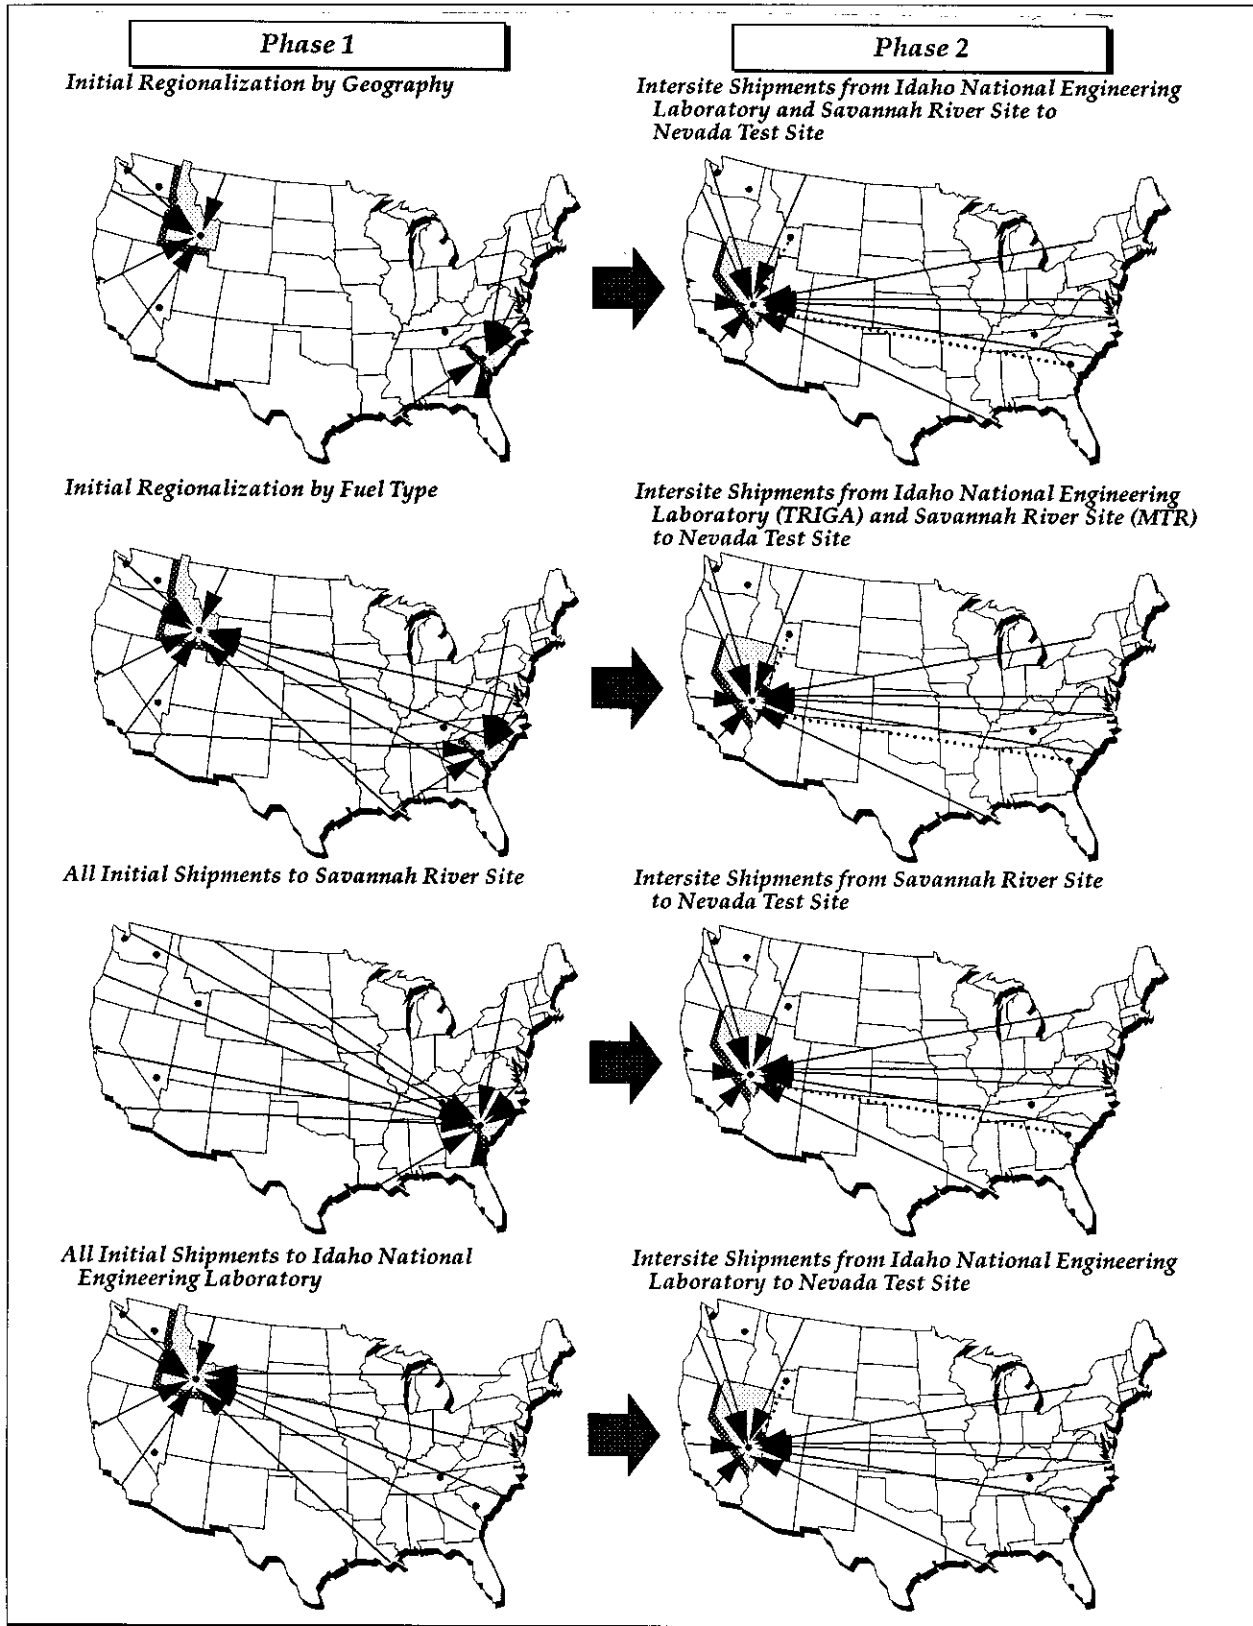 Phase 1
Phase 2
Initial Regionalization by Geography
Intersite Shipments from Idaho National Engineering
Laboratory and Savannah River Site to
Nevada Test Site
Initial Regionalization by Fuel Type
Intersite Shipments from Idaho National Engineering
Laboratory (TRIGA) and Savannah River Site (MTR)
to Nevada Test Site
All Initial Shipments to Savannah River Site
Intersite Shipments from Savannah River Site
to Nevada Test Site
All Initial Shipments to Idaho National
Engineering Laboratory
Intersite Shipments from Idaho National Engineering
Laboratory to Nevada Test Site